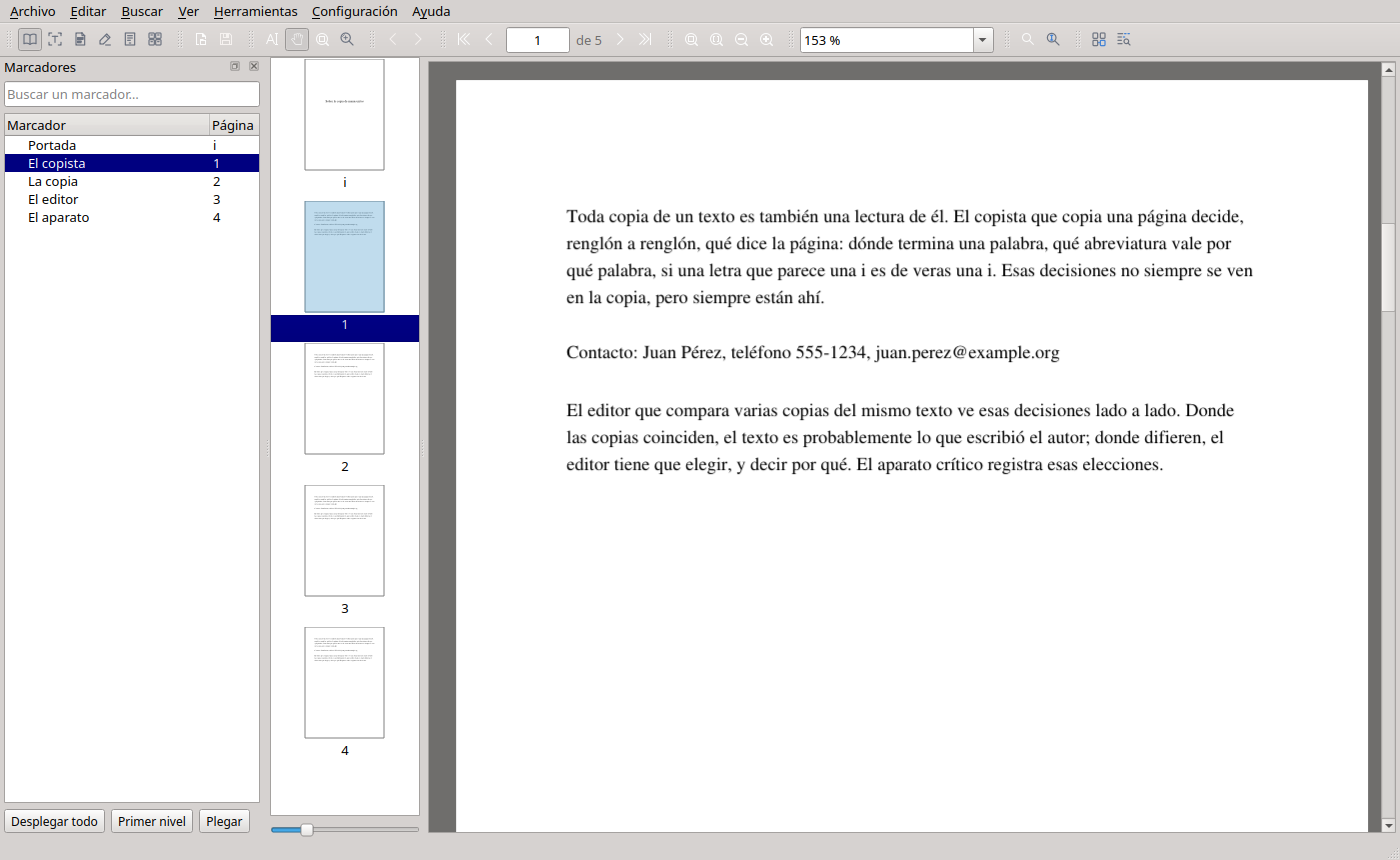 Archivo Editar Buscar Ver Herramientas Configuración Ayuda
1 de 5 153 %
Marcadores
Buscar un marcador...
Marcador Página
Portada i
El copista 1
La copia 2
El editor 3
El aparato 4
Desplegar todo Primer nivel Plegar
i
1
2
3
4
Toda copia de un texto es también una lectura de él. El copista que copia una página decide,
renglón a renglón, qué dice la página: dónde termina una palabra, qué abreviatura vale por
qué palabra, si una letra que parece una i es de veras una i. Esas decisiones no siempre se ven
en la copia, pero siempre están ahí.
Contacto: Juan Pérez, teléfono 555-1234, juan.perez@example.org
El editor que compara varias copias del mismo texto ve esas decisiones lado a lado. Donde
las copias coinciden, el texto es probablemente lo que escribió el autor; donde difieren, el
editor tiene que elegir, y decir por qué. El aparato crítico registra esas elecciones.